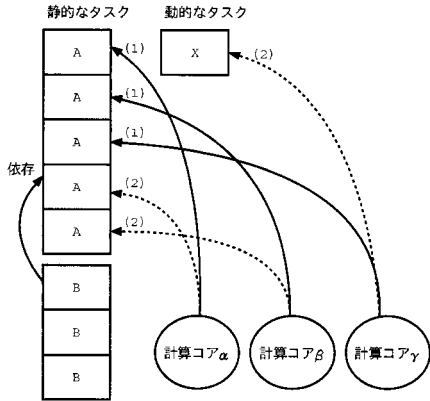 静的なタスク 動的なタスク
A (1) X (2)
A (1)
A (1)
依存
A (2)
A (2)
B
B
B
計算コアα 計算コアβ 計算コアγ